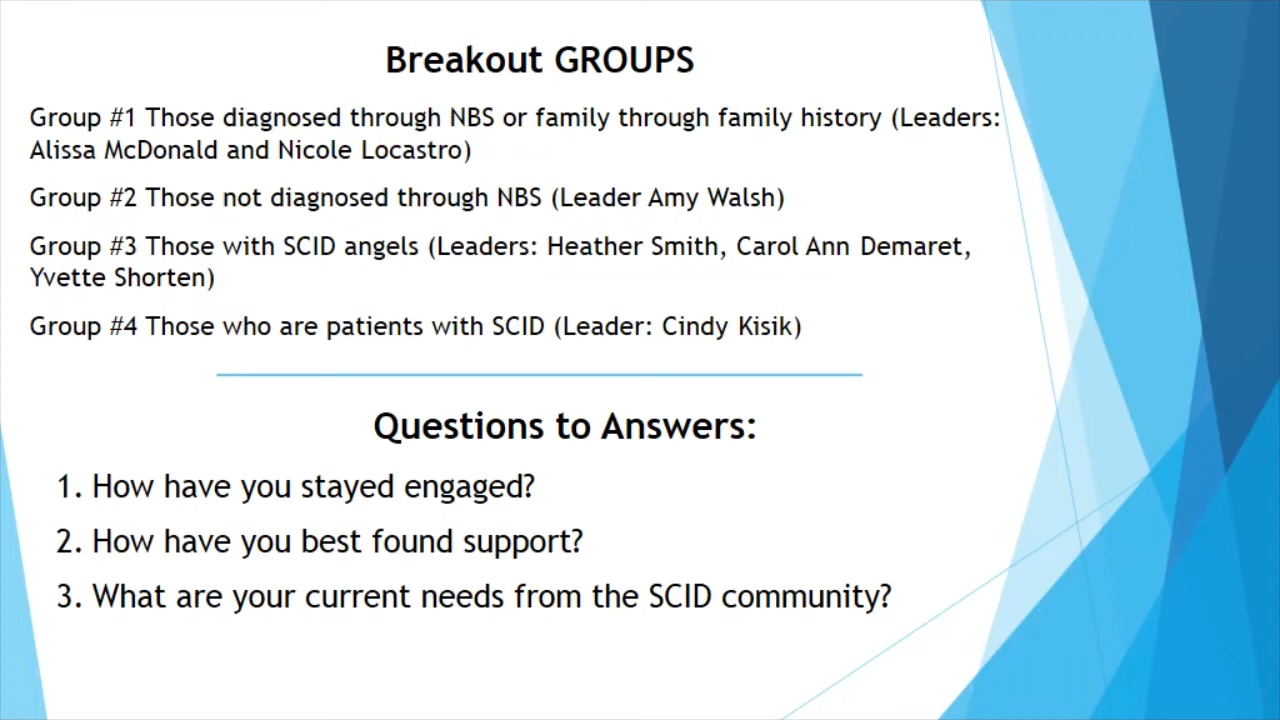 Breakout GROUPS
Group #1 Those diagnosed through NBS or family through family history (Leaders:
Alissa McDonald and Nicole Locastro)
Group #2 Those not diagnosed through NBS (Leader Amy Walsh)
Group #3 Those with SCID angels (Leaders: Heather Smith, Carol Ann Demaret,
Yvette Shorten)
Group #4 Those who are patients with SCID (Leader: Cindy Kisik)
Questions to Answers:
1. How have you stayed engaged?
2. How have you best found support?
3. What are your current needs from the SCID community?